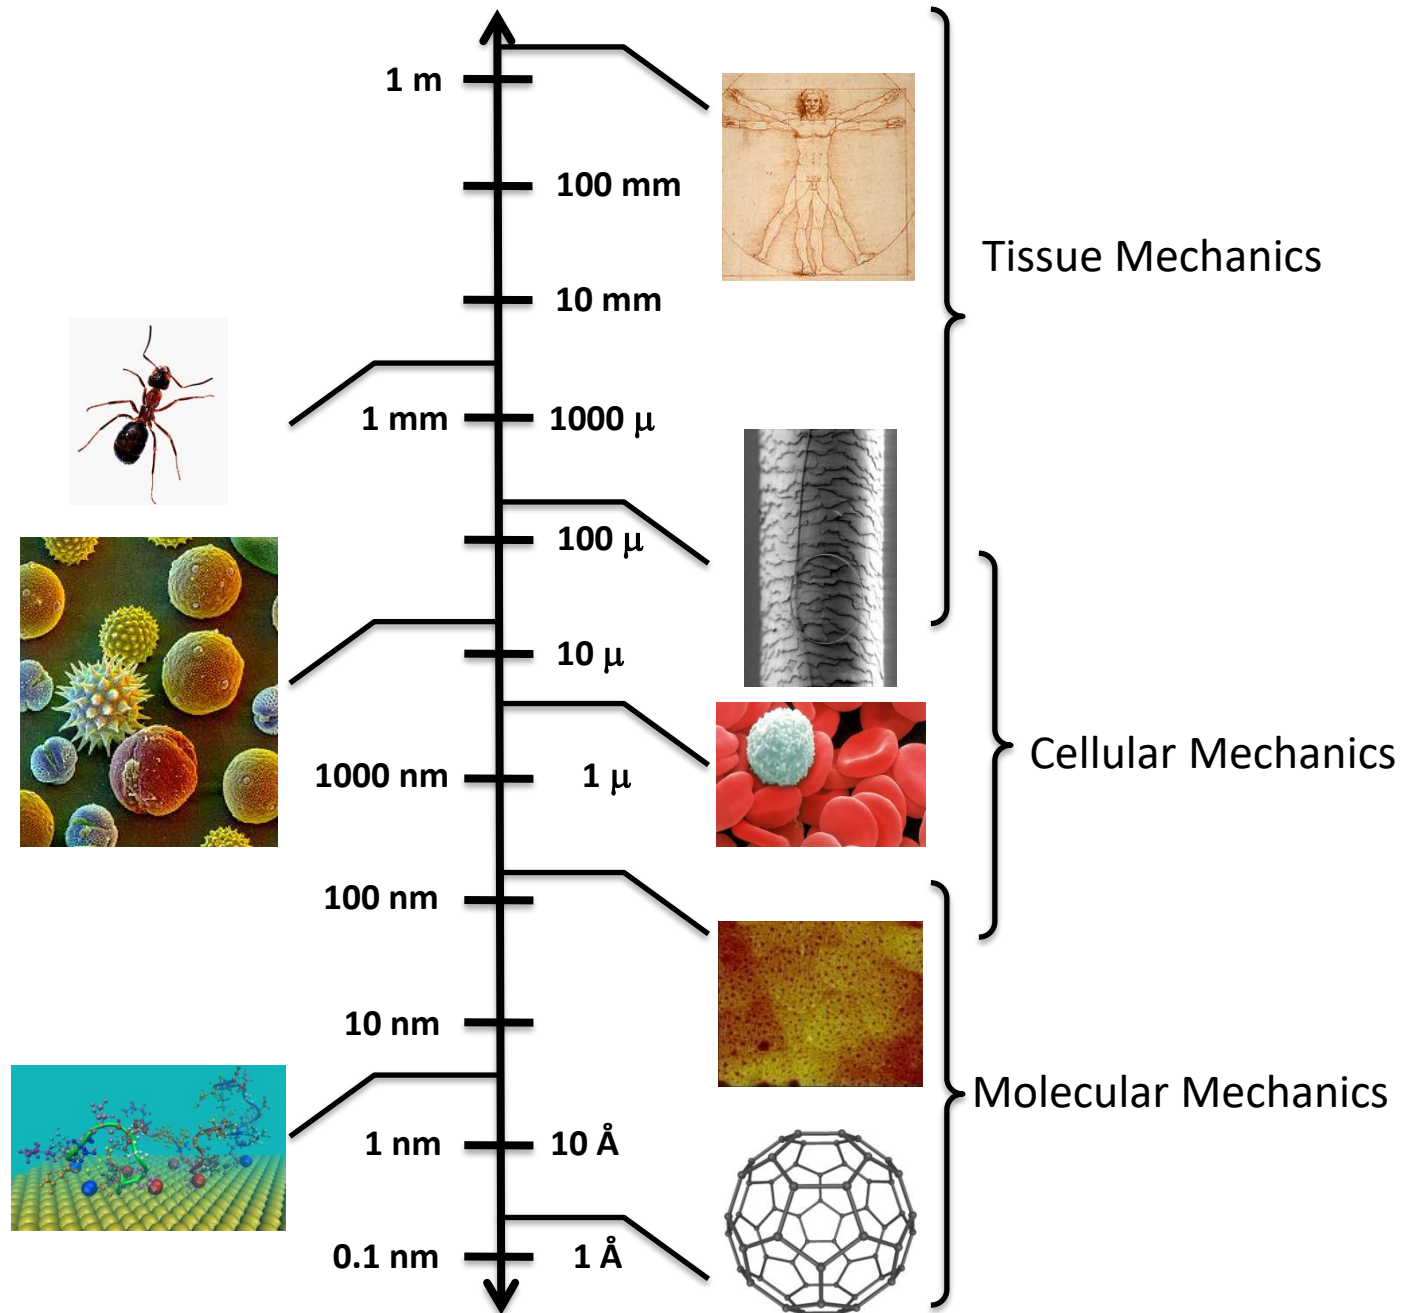 1 m
100 mm
Tissue Mechanics
10 mm
1 mm
1000 μ
100 μ
10 μ
Cellular Mechanics
1000 nm
1 μ
100 nm
10 nm
Molecular Mechanics
1 nm
10 Å
0.1 nm
1 Å